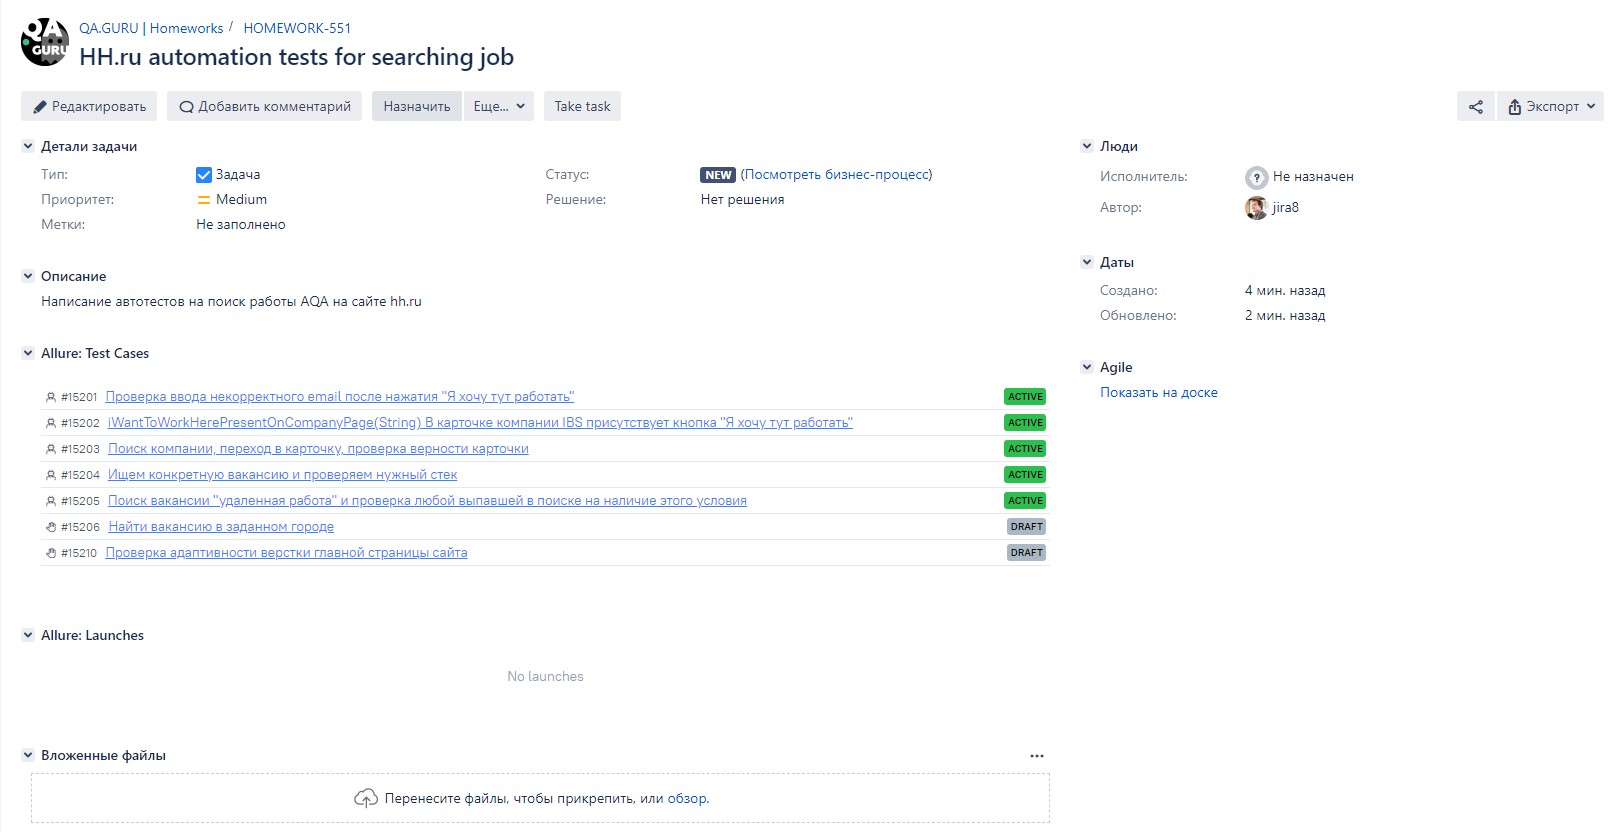 QA
GURU
QA.GURU | Homeworks / HOMEWORK-551
HH.ru automation tests for searching job
Редактировать Добавить комментарий Назначить Еще... Take task Экспорт
Детали задачи
Тип: Задача Статус: NEW (Посмотреть бизнес-процесс)
Приоритет: Medium Решение: Нет решения
Метки: Не заполнено
Описание
Написание автотестов на поиск работы AQA на сайте hh.ru
Allure: Test Cases
#15201 Проверка ввода некорректного email после нажатия "Я хочу тут работать" ACTIVE
#15202 iWantToWorkHerePresentOnCompanyPage(String) В карточке компании IBS присутствует кнопка "Я хочу тут работать" ACTIVE
#15203 Поиск компании, переход в карточку, проверка верности карточки ACTIVE
#15204 Ищем конкретную вакансию и проверяем нужный стек ACTIVE
#15205 Поиск вакансии "удаленная работа" и проверка любой выпавшей в поиске на наличие этого условия ACTIVE
#15206 Найти вакансию в заданном городе DRAFT
#15210 Проверка адаптивности верстки главной страницы сайта DRAFT
Allure: Launches
No launches
Вложенные файлы
Перенесите файлы, чтобы прикрепить, или обзор.
Люди
Исполнитель: Не назначен
Автор: jira8
Даты
Создано: 4 мин. назад
Обновлено: 2 мин. назад
Agile
Показать на доске